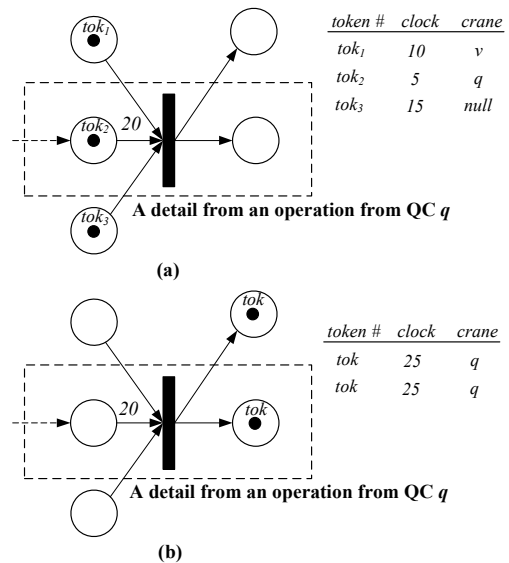 tok1
token # clock crane
tok1 10 v
tok2 5 q
tok3 15 null
tok2 20
tok3
A detail from an operation from QC q
(a)
tok
token # clock crane
tok 25 q
tok 25 q
20 tok
A detail from an operation from QC q
(b)